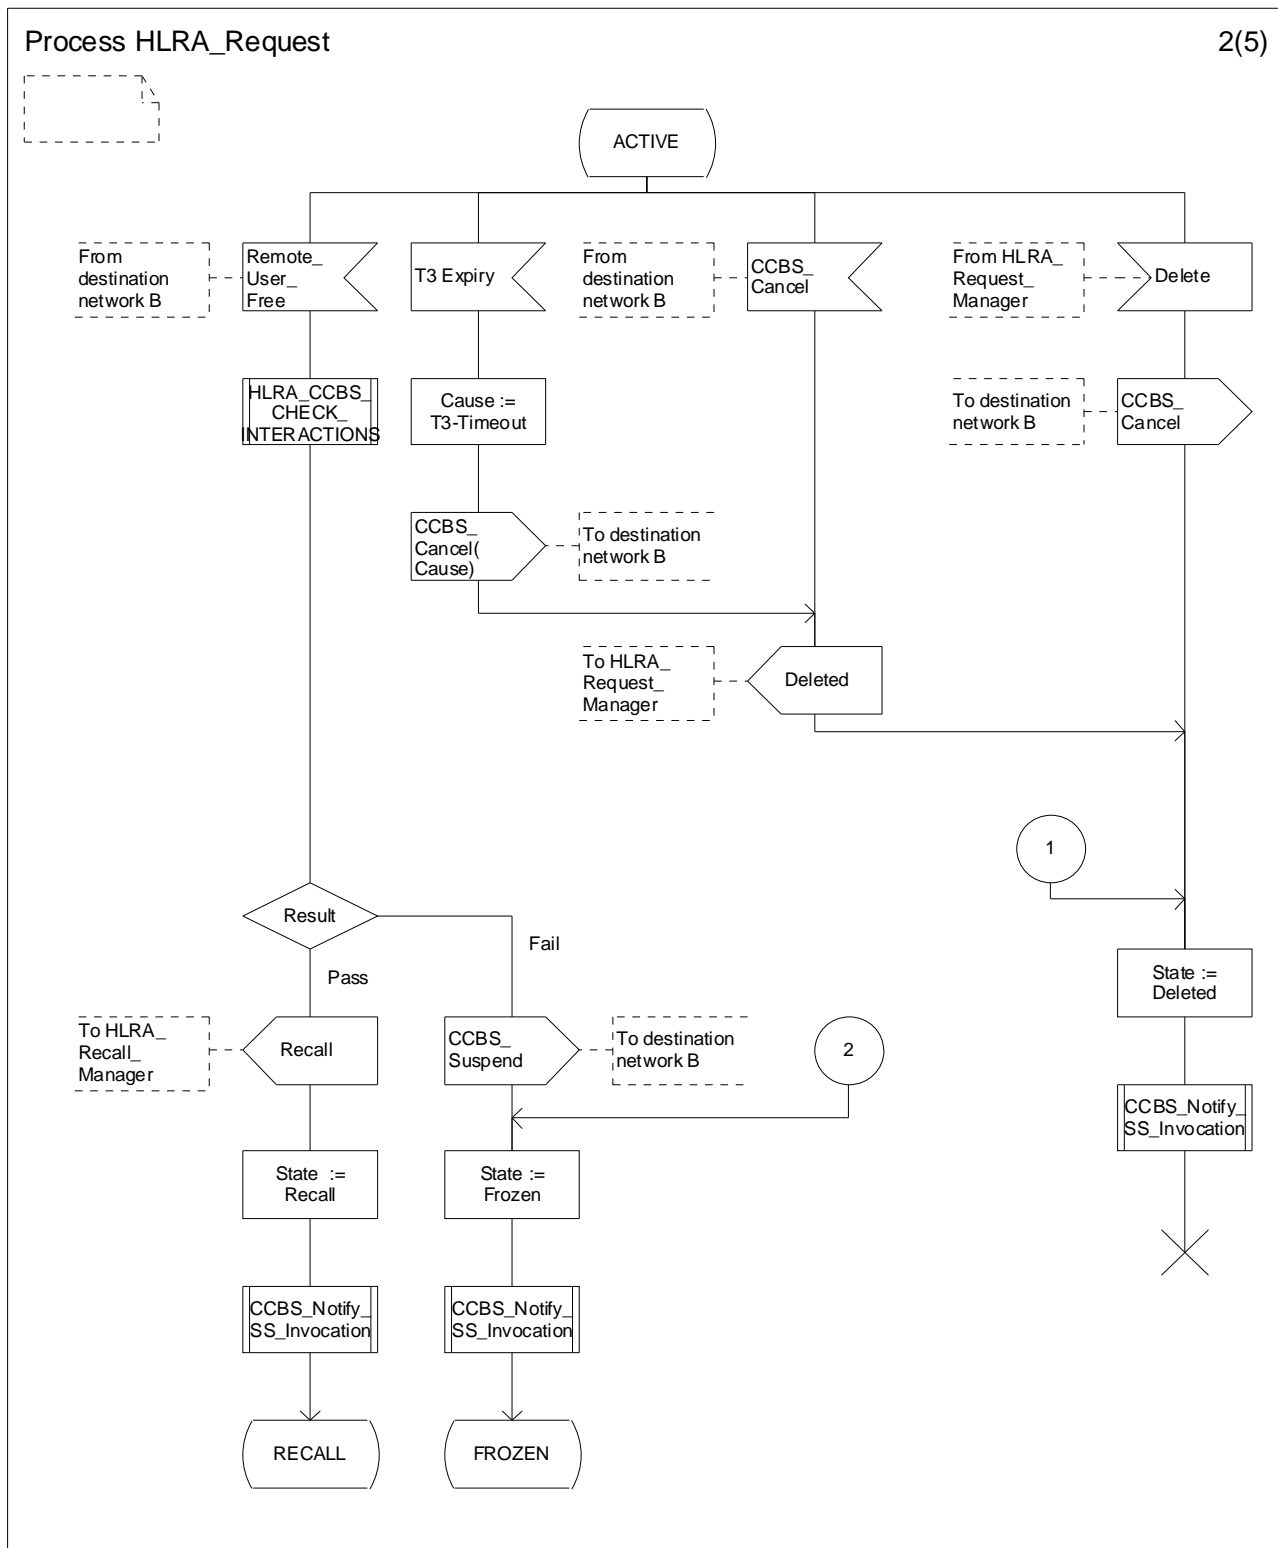 Process HLRA_Request
2(5)
ACTIVE
From
destination
network B
Remote_
User_
Free
T3 Expiry
From
destination
network B
CCBS_
Cancel
From HLRA_
Request_
Manager
Delete
HLRA_CCBS_
CHECK_
INTERACTIONS
Cause :=
T3-Timeout
To destination
network B
CCBS_
Cancel
CCBS_
Cancel(
Cause)
To destination
network B
To HLRA_
Request_
Manager
Deleted
1
Result
Fail
Pass
State :=
Deleted
To HLRA_
Recall_
Manager
Recall
CCBS_
Suspend
To destination
network B
2
CCBS_Notify_
SS_Invocation
State :=
Recall
State :=
Frozen
CCBS_Notify_
SS_Invocation
CCBS_Notify_
SS_Invocation
RECALL
FROZEN